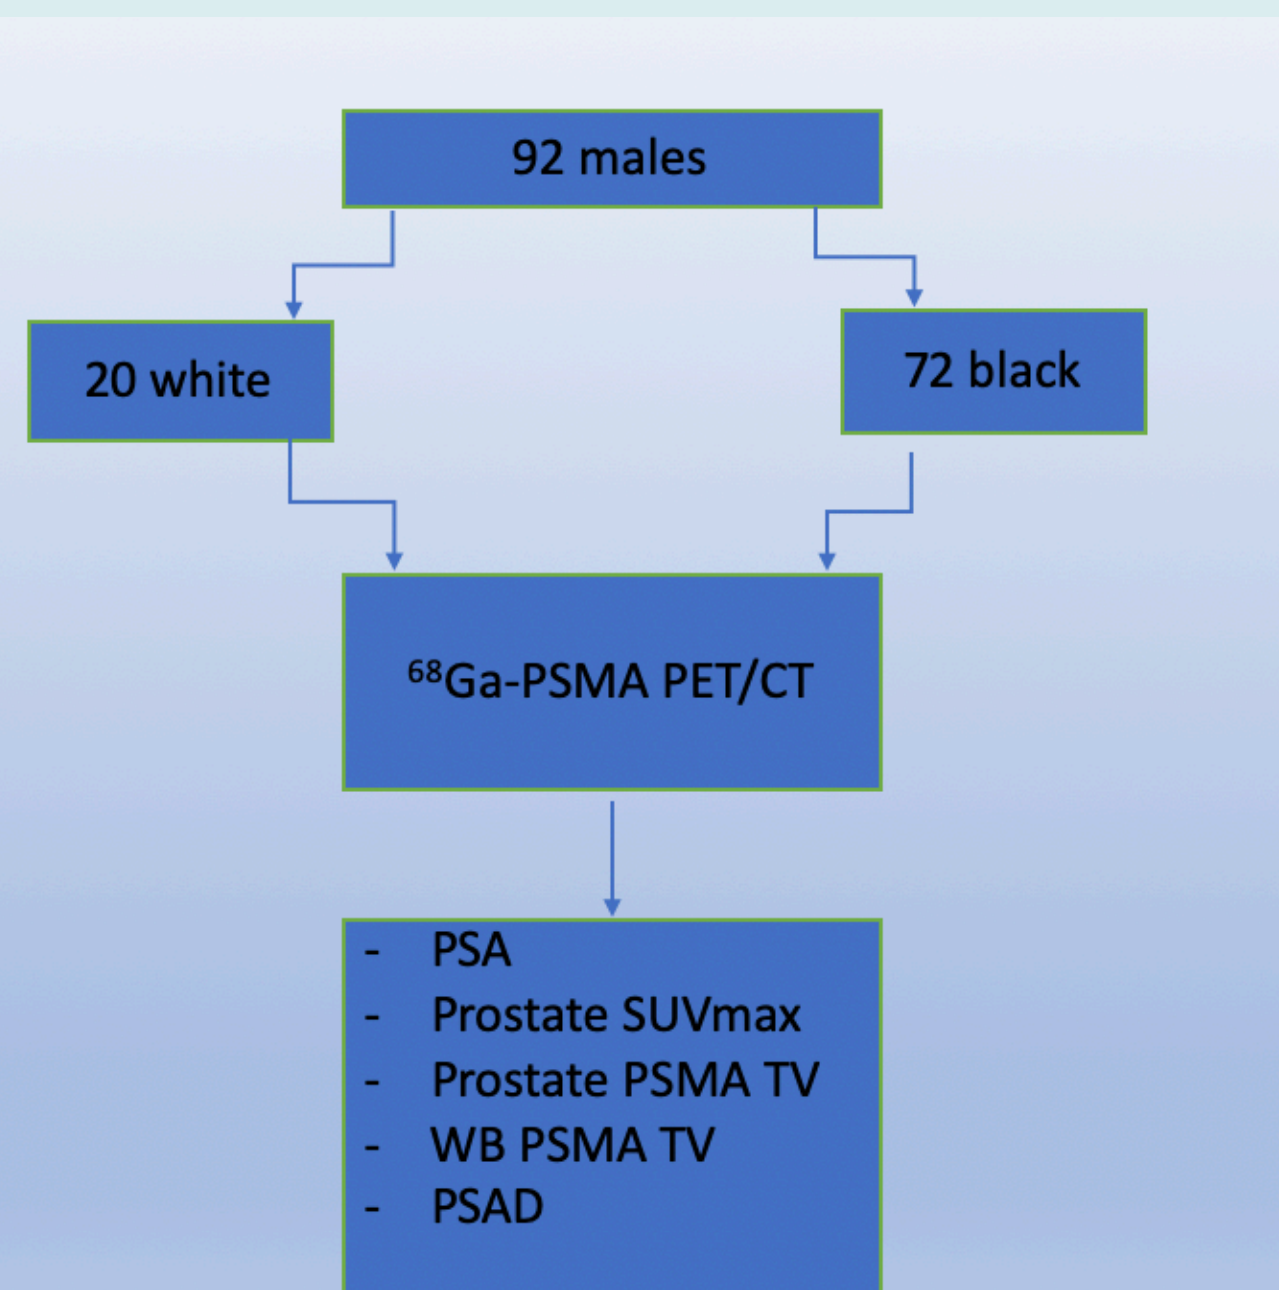 92 males
20 white
72 black
⁶⁸Ga-PSMA PET/CT
- PSA
- Prostate SUVmax
- Prostate PSMA TV
- WB PSMA TV
- PSAD